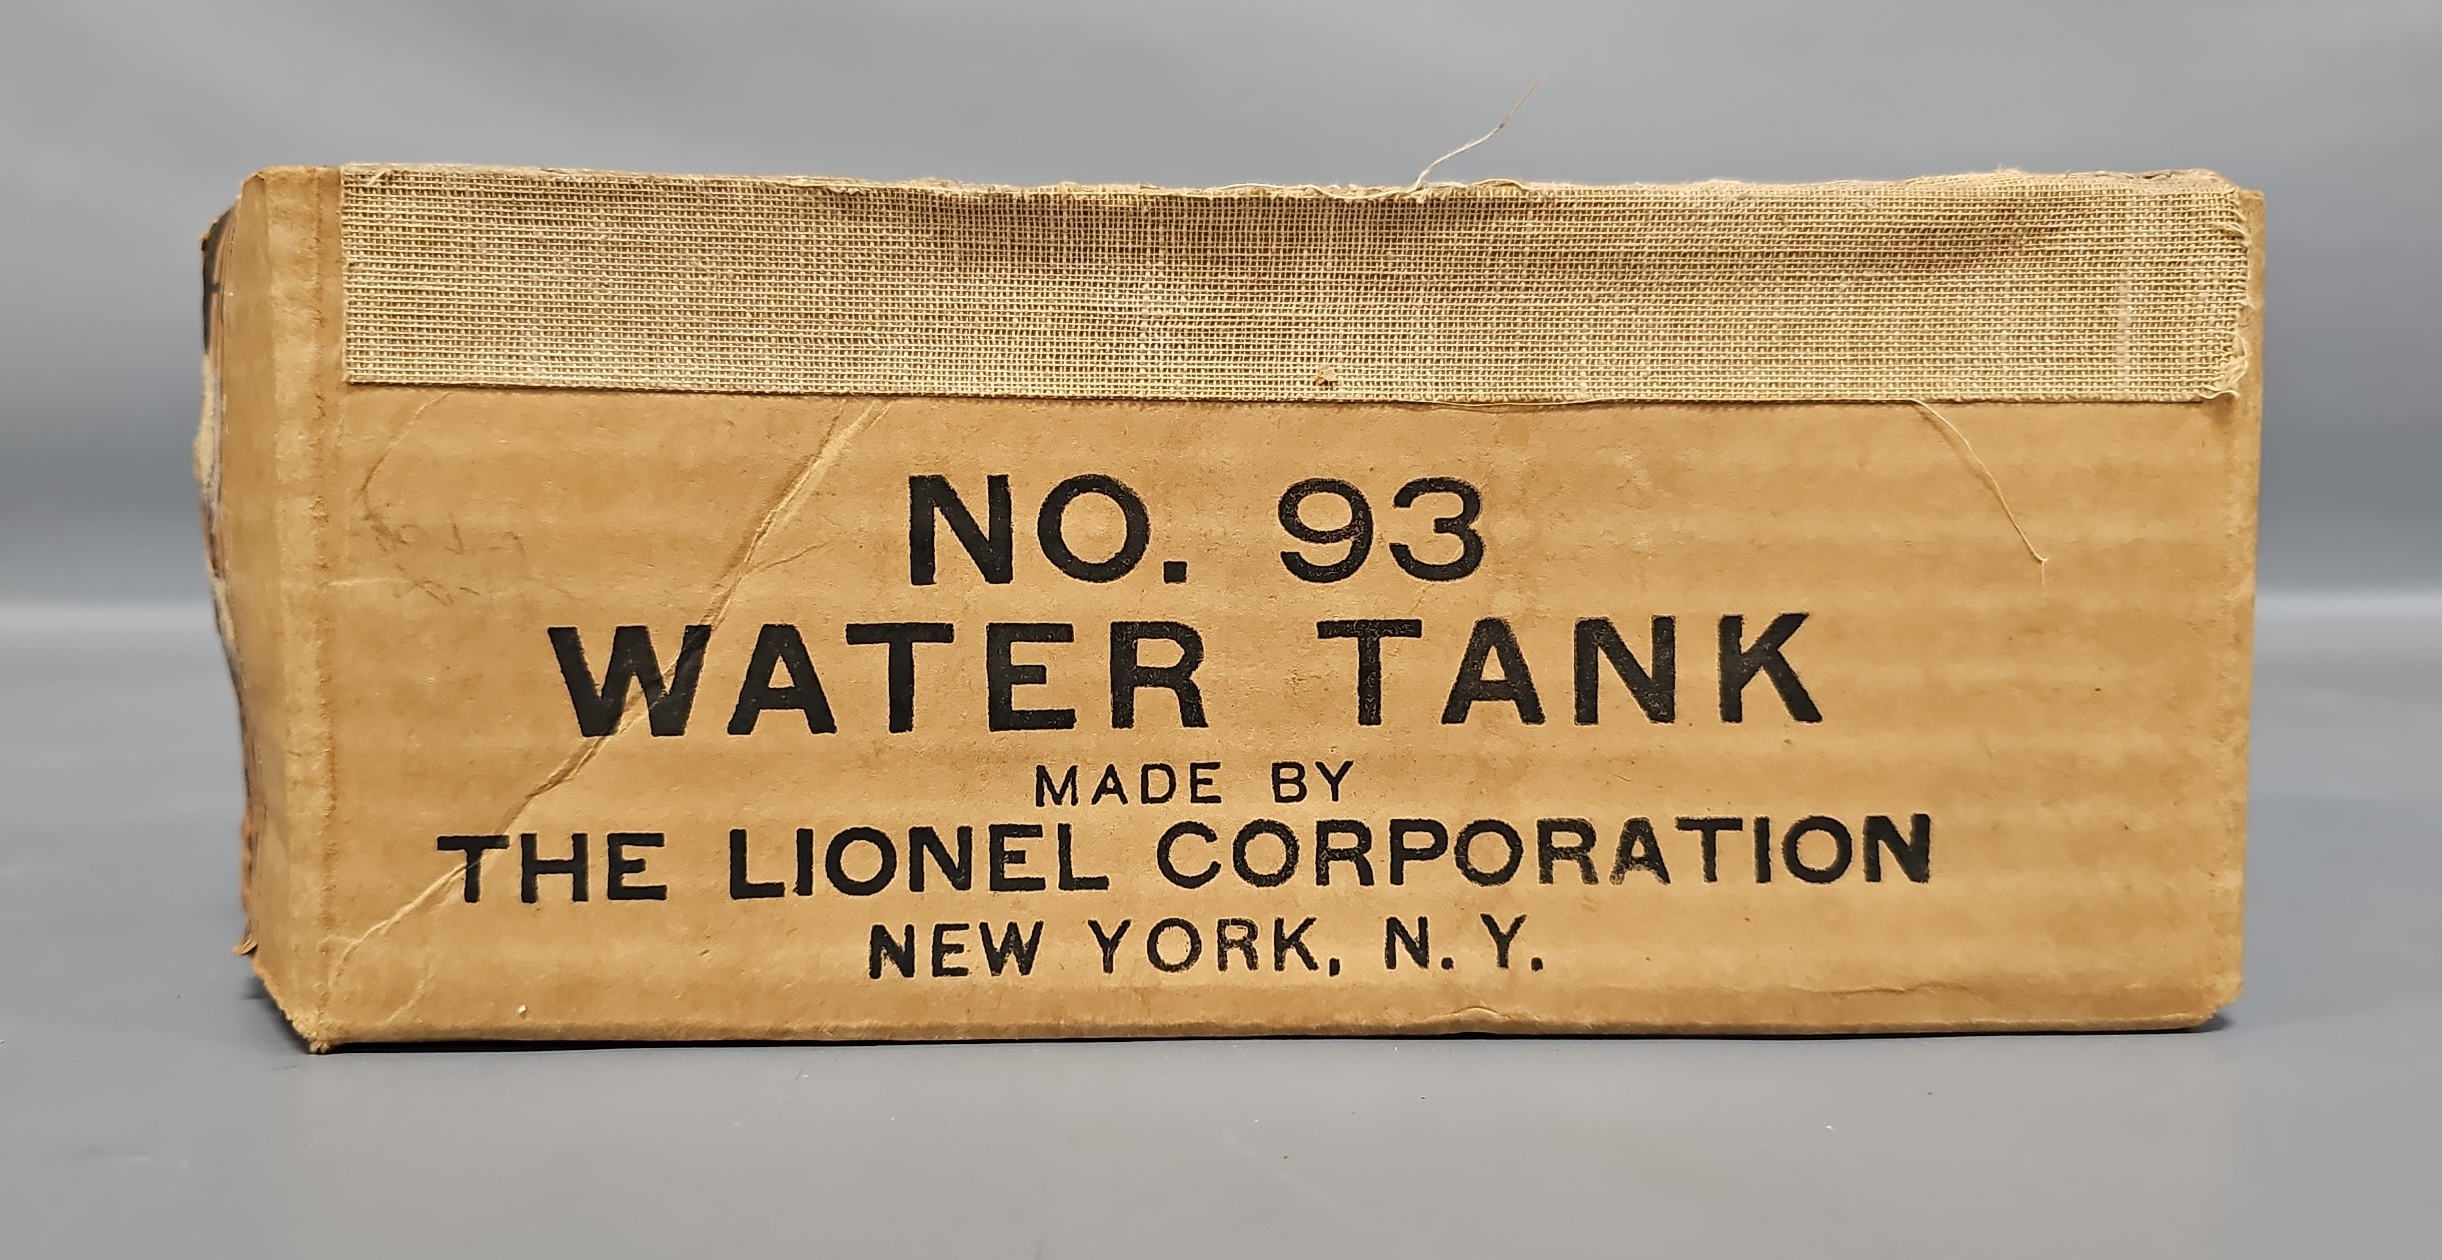 NO. 93
WATER TANK
MADE BY
THE LIONEL CORPORATION
NEW YORK, N.Y.